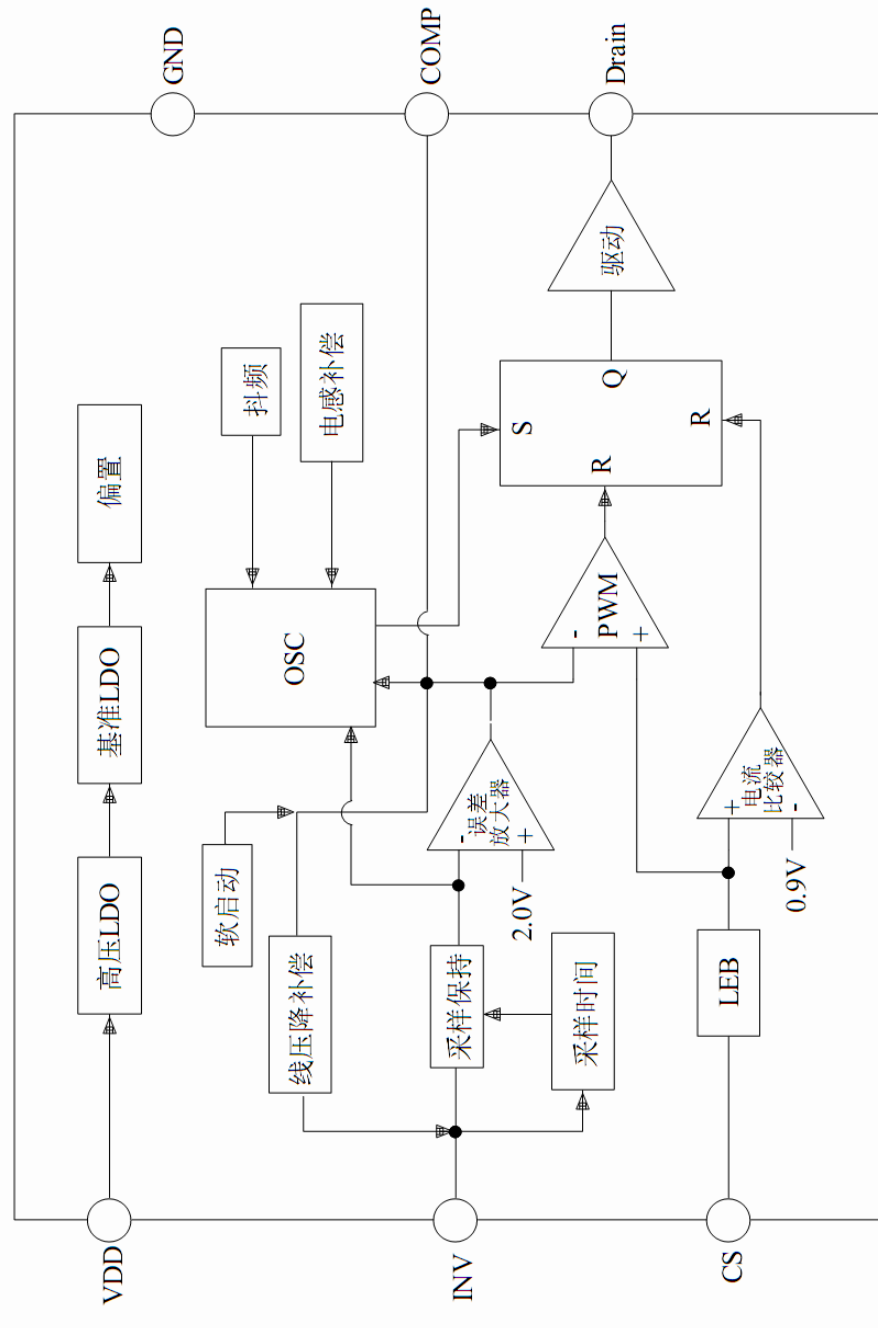 VDD
高压LDO
基准LDO
偏置
GND
软启动
抖频
OSC
电感补偿
线压降补偿
COMP
INV
采样保持
-
误差
放大器
+
2.0V
采样时间
S
R
Q
R
驱动
Drain
-
PWM
+
CS
LEB
+
电流
比较器
-
0.9V